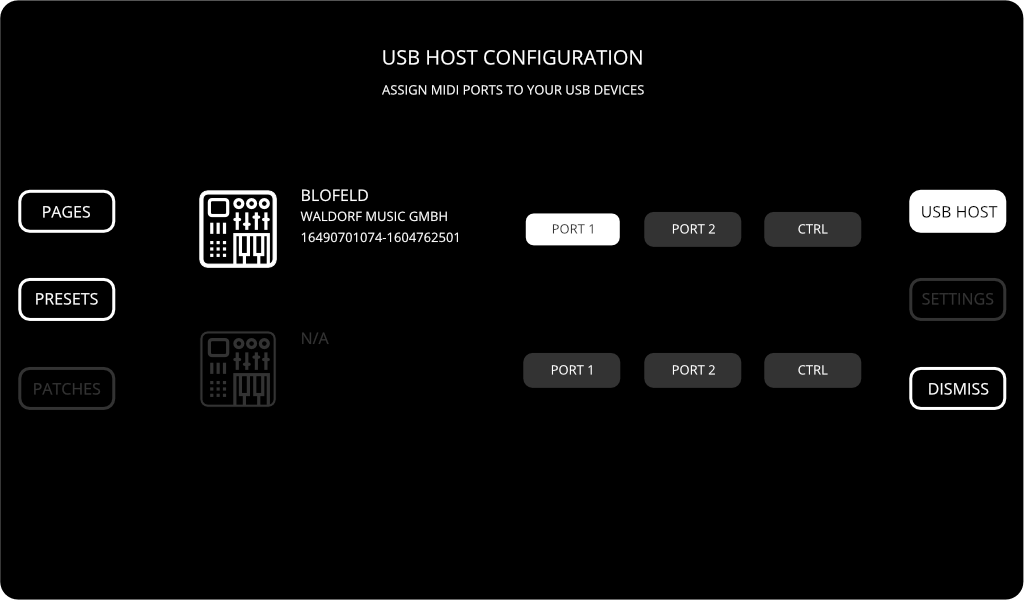 USB HOST CONFIGURATION
ASSIGN MIDI PORTS TO YOUR USB DEVICES
PAGES
BLOFELD
WALDORF MUSIC GMBH
16490701074-1604762501
PORT 1
PORT 2
CTRL
USB HOST
PRESETS
SETTINGS
N/A
PORT 1
PORT 2
CTRL
PATCHES
DISMISS